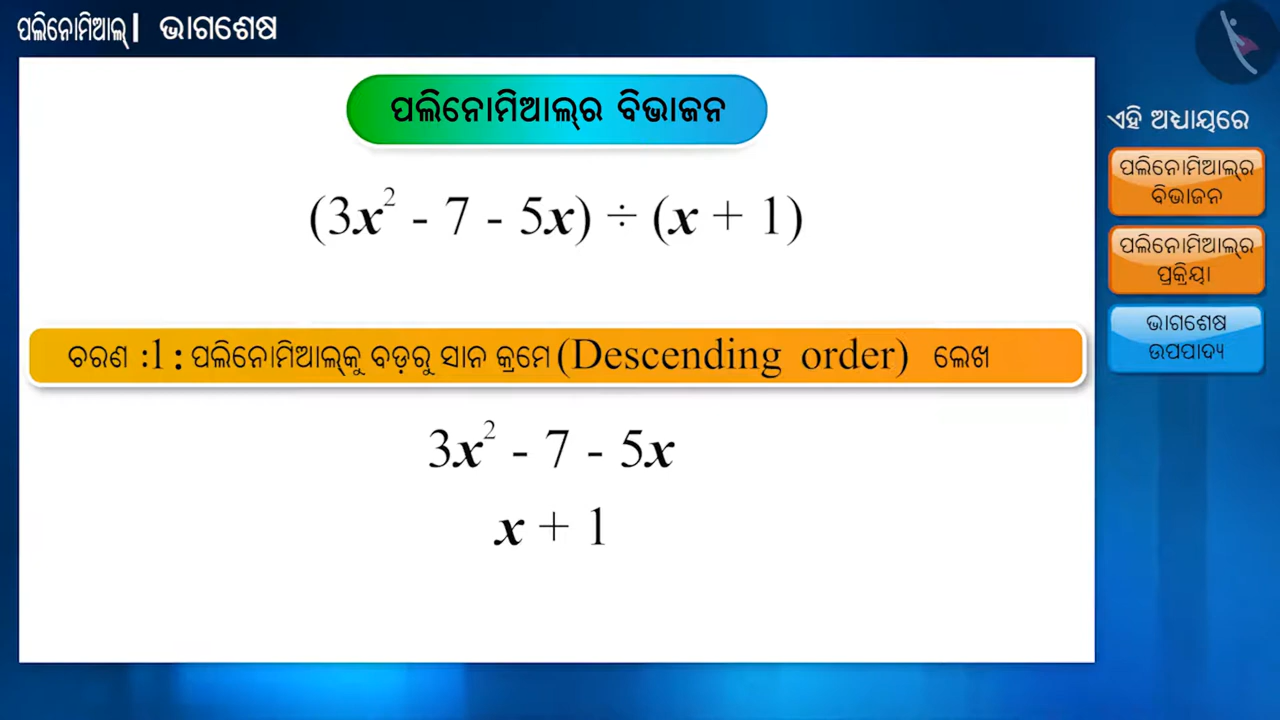 ପଲିନୋମିଆଲ୍ | ଭାଗଶେଷ
ପଲିନୋମିଆଲ୍‌ର ବିଭାଜନ
(3x² - 7 - 5x) ÷ (x + 1)
ଚରଣ :1 : ପଲିନୋମିଆଲ୍‌କୁ ବଡ଼ରୁ ସାନ କ୍ରମେ (Descending order) ଲେଖ
3x² - 7 - 5x
x + 1
ଏହି ଅଧ୍ୟାୟରେ
ପଲିନୋମିଆଲ୍‌ର
ବିଭାଜନ
ପଲିନୋମିଆଲ୍‌ର
ପ୍ରକ୍ରିୟା
ଭାଗଶେଷ
ଉପପାଦ୍ୟ